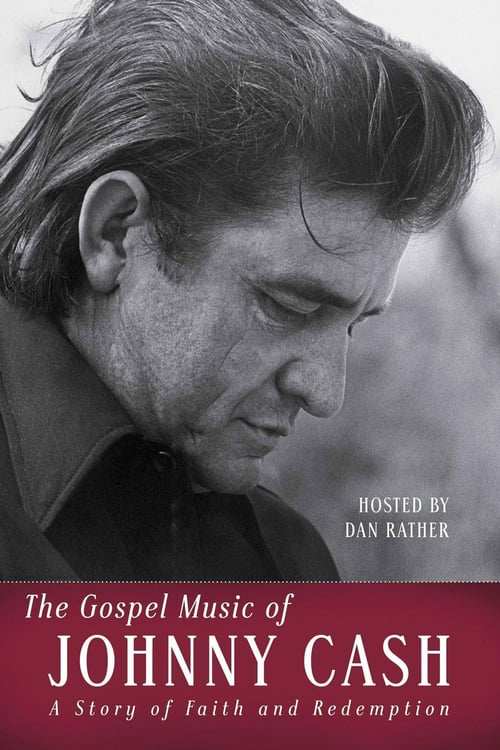 HOSTED BY
DAN RATHER
The Gospel Music of
JOHNNY CASH
A Story of Faith and Redemption